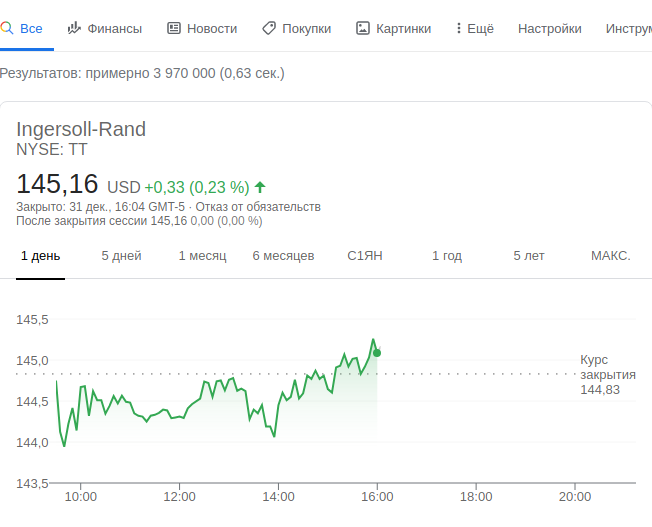 Все Финансы Новости Покупки Картинки Ещё Настройки
Результатов: примерно 3 970 000 (0,63 сек.)
Ingersoll-Rand
NYSE: TT
145,16 USD +0,33 (0,23 %)
Закрыто: 31 дек., 16:04 GMT-5 · Отказ от обязательств
После закрытия сессии 145,16 0,00 (0,00 %)
1 день 5 дней 1 месяц 6 месяцев С1ЯН 1 год 5 лет МАКС.
145,5
145,0
144,5
144,0
143,5
Курс
закрытия
144,83
10:00 12:00 14:00 16:00 18:00 20:00